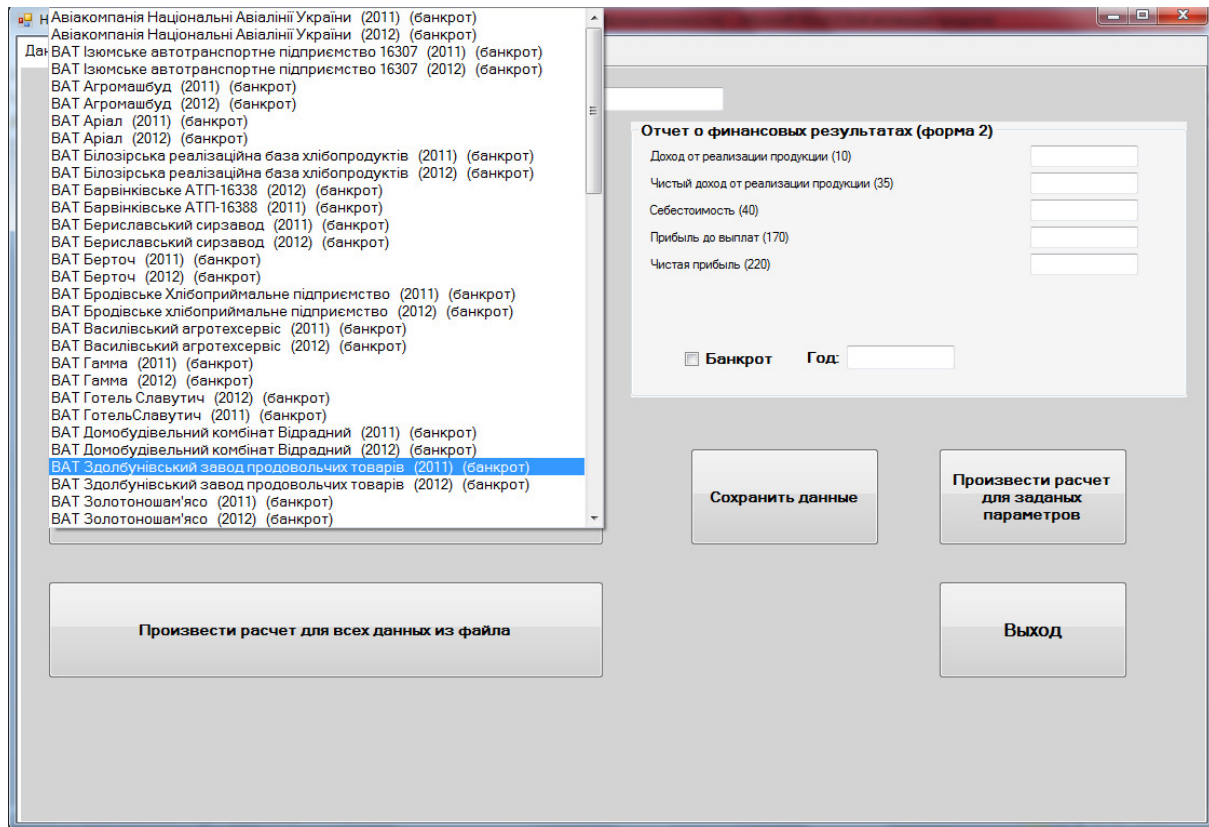 Авіакомпанія Національні Авіалінії України (2011) (банкрот)
Авіакомпанія Національні Авіалінії України (2012) (банкрот)
ВАТ Ізюмське автотранспортне підприємство 16307 (2011) (банкрот)
ВАТ Ізюмське автотранспортне підприємство 16307 (2012) (банкрот)
ВАТ Агромашбуд (2011) (банкрот)
ВАТ Агромашбуд (2012) (банкрот)
ВАТ Аріал (2011) (банкрот)
ВАТ Аріал (2012) (банкрот)
ВАТ Білозірська реалізаційна база хлібопродуктів (2011) (банкрот)
ВАТ Білозірська реалізаційна база хлібопродуктів (2012) (банкрот)
ВАТ Барвінківське АТП-16338 (2012) (банкрот)
ВАТ Барвінківське АТП-16388 (2011) (банкрот)
ВАТ Бериславський сирзавод (2011) (банкрот)
ВАТ Бериславський сирзавод (2012) (банкрот)
ВАТ Берточ (2011) (банкрот)
ВАТ Берточ (2012) (банкрот)
ВАТ Бродівське Хлібоприймальне підприємство (2011) (банкрот)
ВАТ Бродівське хлібоприймальне підприємство (2012) (банкрот)
ВАТ Василівський агротехсервіс (2011) (банкрот)
ВАТ Василівський агротехсервіс (2012) (банкрот)
ВАТ Гамма (2011) (банкрот)
ВАТ Гамма (2012) (банкрот)
ВАТ Готель Славутич (2012) (банкрот)
ВАТ ГотельСлавутич (2011) (банкрот)
ВАТ Домобудівельний комбінат Відрадний (2011) (банкрот)
ВАТ Домобудівельний комбінат Відрадний (2012) (банкрот)
ВАТ Здолбунівський завод продовольчих товарів (2011) (банкрот)
ВАТ Здолбунівський завод продовольчих товарів (2012) (банкрот)
ВАТ Золотоношам'ясо (2011) (банкрот)
ВАТ Золотоношам'ясо (2012) (банкрот)
Отчет о финансовых результатах (форма 2)
Доход от реализации продукции (10)
Чистый доход от реализации продукции (35)
Себестоимость (40)
Прибыль до выплат (170)
Чистая прибыль (220)
Банкрот Год:
Сохранить данные
Произвести расчет
для заданых
параметров
Произвести расчет для всех данных из файла
Выход